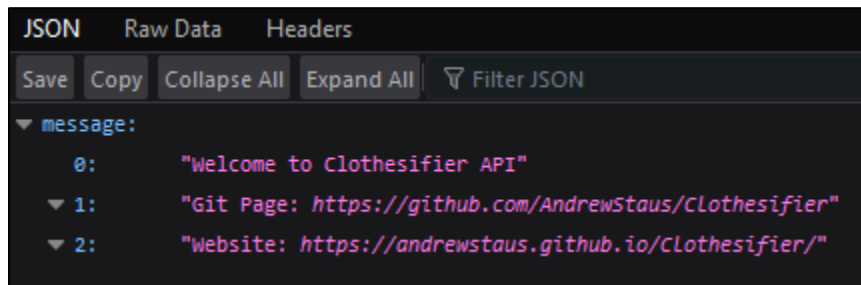 JSON Raw Data Headers
Save Copy Collapse All Expand All Filter JSON
message:
0: "Welcome to Clothesifier API"
1: "Git Page: https://github.com/AndrewStaus/Clothesifier"
2: "Website: https://andrewstaus.github.io/Clothesifier/"